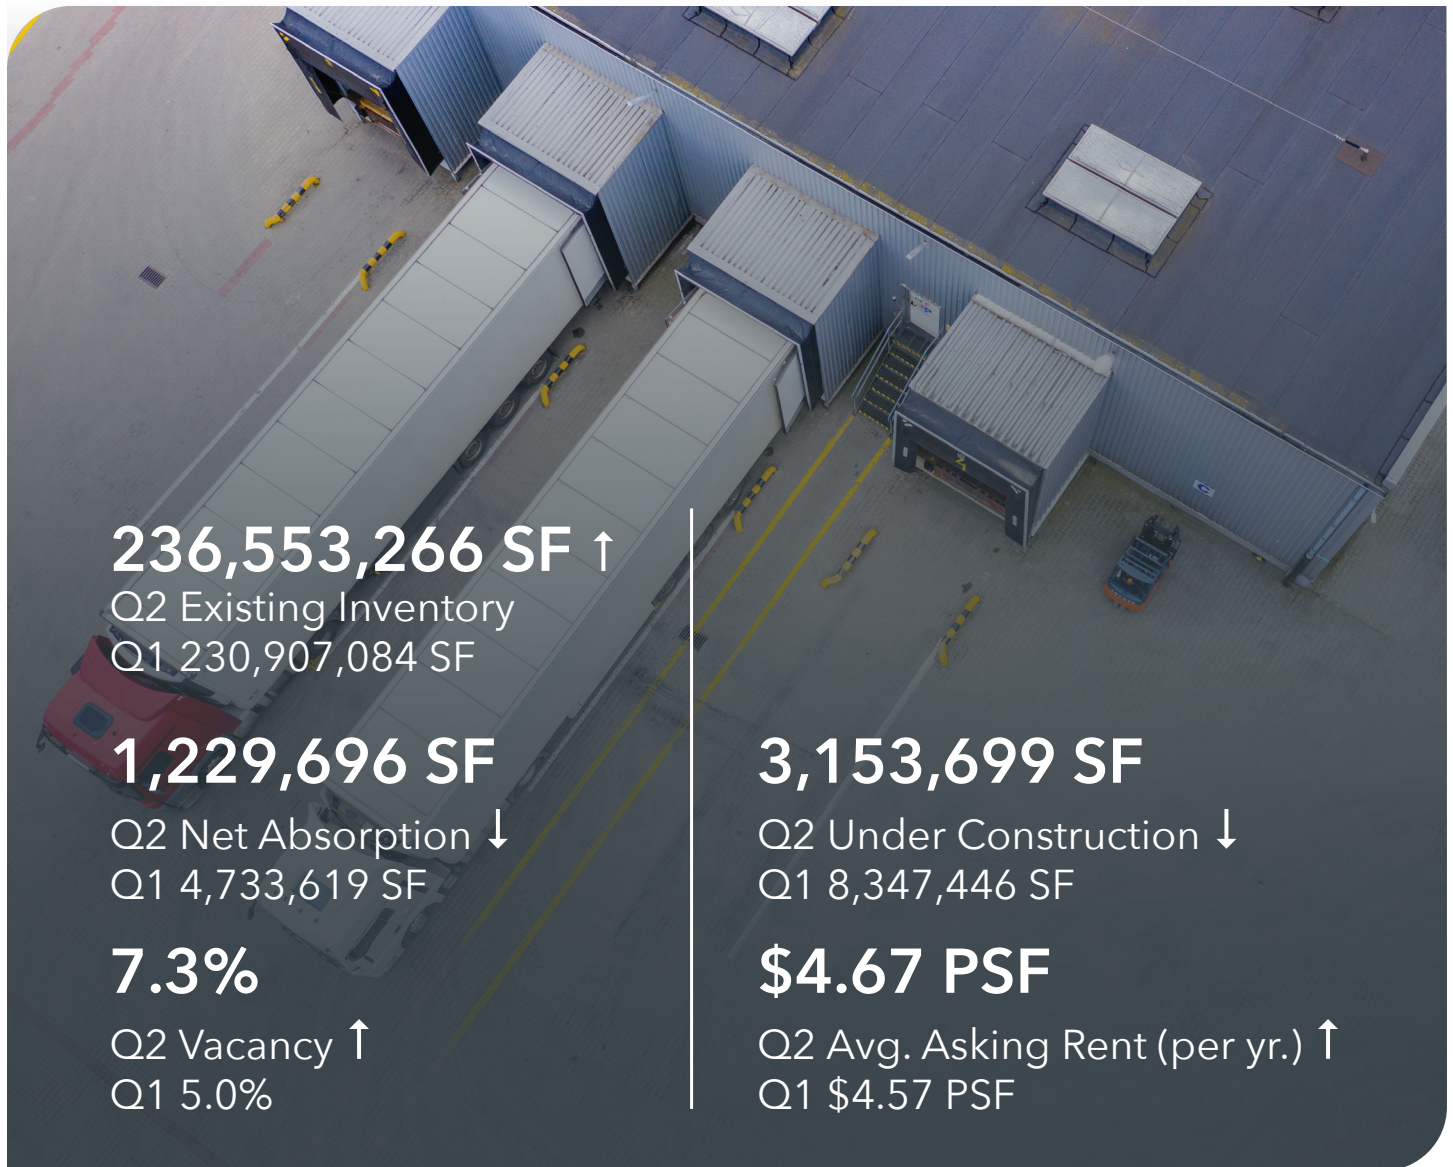 236,553,266 SF ↑
Q2 Existing Inventory
Q1 230,907,084 SF
1,229,696 SF
Q2 Net Absorption ↓
Q1 4,733,619 SF
7.3%
Q2 Vacancy ↑
Q1 5.0%
3,153,699 SF
Q2 Under Construction ↓
Q1 8,347,446 SF
$4.67 PSF
Q2 Avg. Asking Rent (per yr.) ↑
Q1 $4.57 PSF